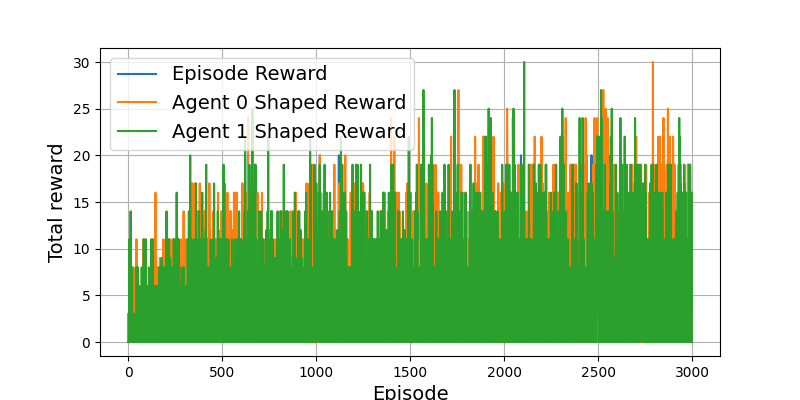 Episode Reward
Agent 0 Shaped Reward
Agent 1 Shaped Reward
Total reward
30
25
20
15
10
5
0
0 500 1000 1500 2000 2500 3000
Episode